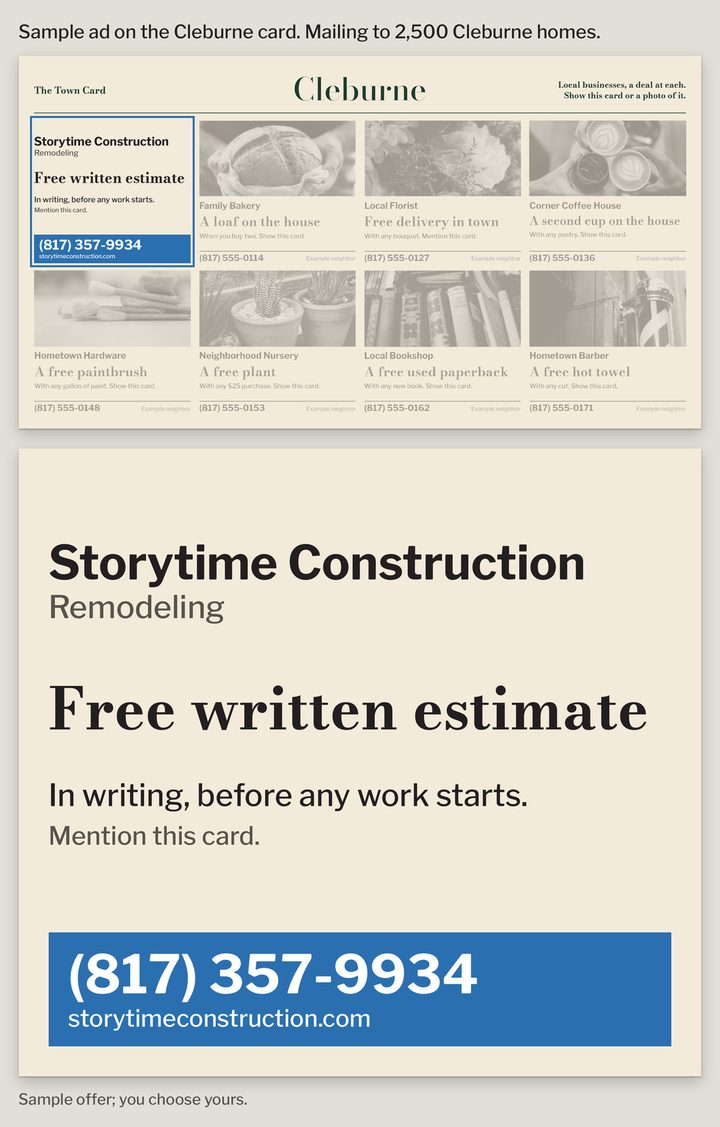 Sample ad on the Cleburne card. Mailing to 2,500 Cleburne homes.
The Town Card
Cleburne
Local businesses, a deal at each.
Show this card or a photo of it.
Storytime Construction
Remodeling
Free written estimate
In writing, before any work starts.
Mention this card.
(817) 357-9934
storytimeconstruction.com
Family Bakery
A loaf on the house
When you buy two. Show this card.
(817) 555-0114
Example neighbor
Local Florist
Free delivery in town
With any bouquet. Mention this card.
(817) 555-0127
Example neighbor
Corner Coffee House
A second cup on the house
With any pastry. Show this card.
(817) 555-0136
Example neighbor
Hometown Hardware
A free paintbrush
With any gallon of paint. Show this card.
(817) 555-0148
Example neighbor
Neighborhood Nursery
A free plant
With any $25 purchase. Show this card.
(817) 555-0153
Example neighbor
Local Bookshop
A free used paperback
With any new book. Show this card.
(817) 555-0162
Example neighbor
Hometown Barber
A free hot towel
With any cut. Show this card.
(817) 555-0171
Example neighbor
Storytime Construction
Remodeling
Free written estimate
In writing, before any work starts.
Mention this card.
(817) 357-9934
storytimeconstruction.com
Sample offer; you choose yours.